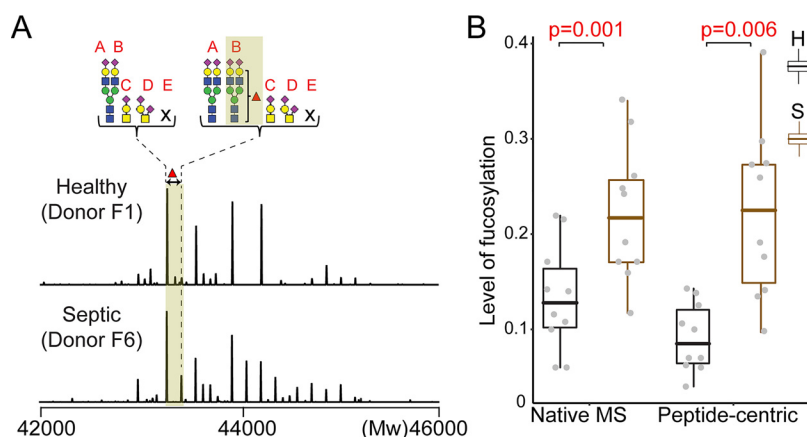 A
A B
C D E
X
A B
C D E
X
Healthy
(Donor F1)
Septic
(Donor F6)
42000 44000 (Mw) 46000
B
p=0.001 p=0.006
H
S
Level of fucosylation
0.4
0.3
0.2
0.1
0
Native MS Peptide-centric